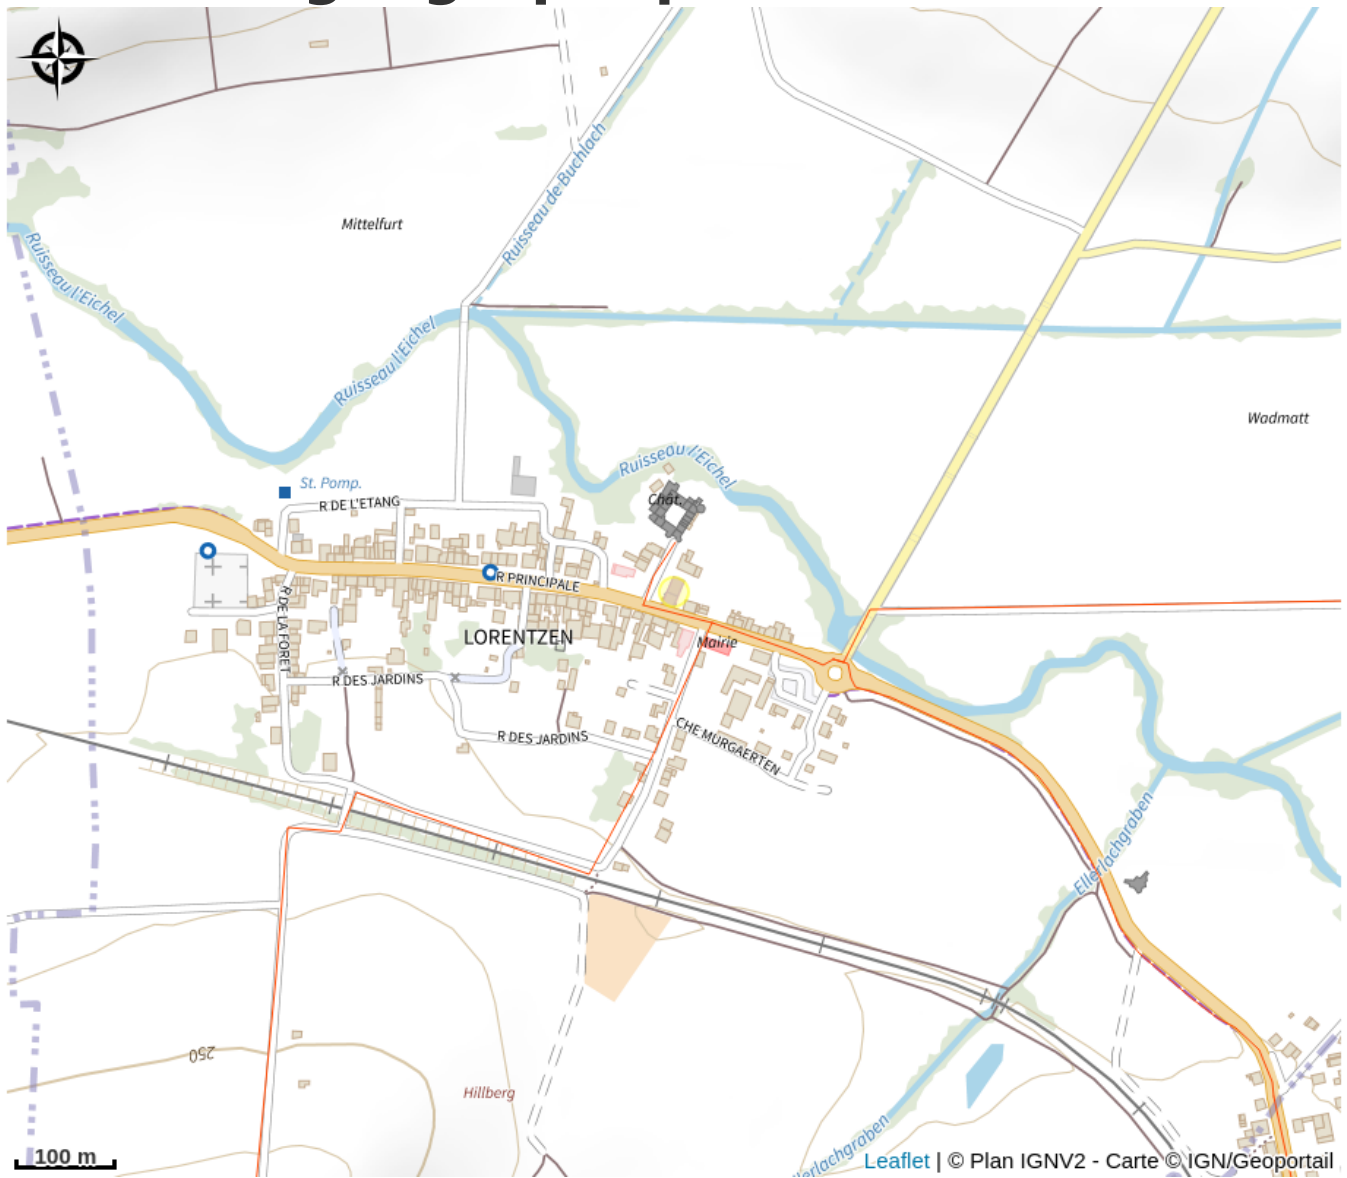 Ruisseau de Buchlach
Mittelfurt
Ruisseau l'Eichel
Ruisseau l'Eichel
Wadmatt
Ruisseau l'Eichel
St. Pomp.
Chât.
R DE L'ETANG
R PRINCIPALE
R DE LA FORET
LORENTZEN
Mairie
R DES JARDINS
R DES JARDINS
CHE MURGAERTEN
Ellerlachgraben
250
Hillberg
llerlachgraben
100 m
Leaflet | © Plan IGNV2 - Carte © IGN/Geoportail